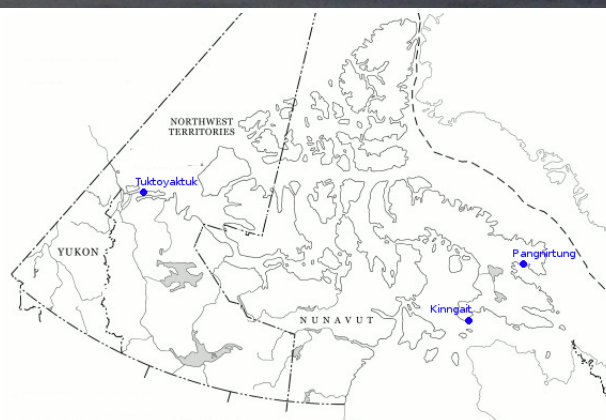 NORTHWEST
TERRITORIES
Tuktoyaktuk
YUKON
Pangnirtung
Kinngait
NUNAVUT